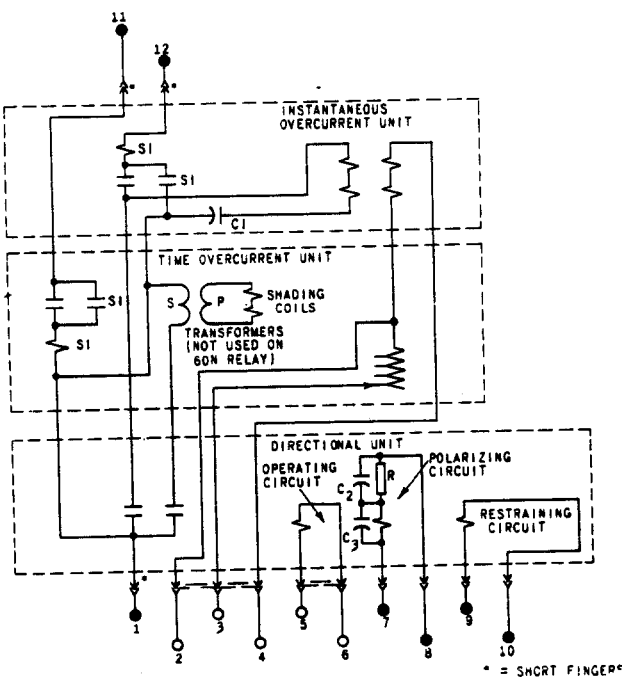 11
12
*
*
INSTANTANEOUS
OVERCURRENT UNIT
S1
S1
C1
TIME OVERCURRENT UNIT
S1
S
P
SHADING
COILS
S1
TRANSFORMERS
(NOT USED ON
60N RELAY)
DIRECTIONAL UNIT
OPERATING
CIRCUIT
POLARIZING
CIRCUIT
R
C2
C3
RESTRAINING
CIRCUIT
*
1
2
3
4
5
6
7
8
9
10
* = SHORT FINGERS